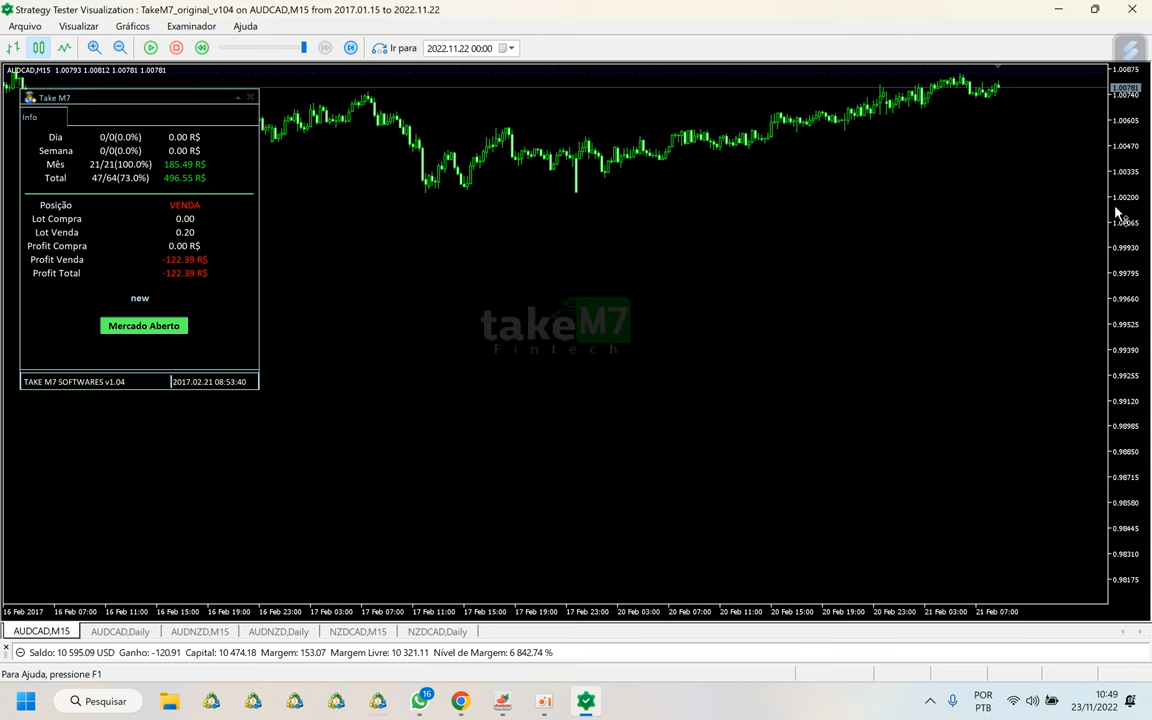 Strategy Tester Visualization : TakeM7_original_v104 on AUDCAD,M15 from 2017.01.15 to 2022.11.22
Arquivo Visualizar Gráficos Examinador Ajuda
Ir para 2022.11.22 00:00
AUDCAD,M15 1.00793 1.00812 1.00781 1.00781
Take M7
Info
Dia 0/0(0.0%) 0.00 R$
Semana 0/0(0.0%) 0.00 R$
Mês 21/21(100.0%) 185.49 R$
Total 47/64(73.0%) 496.55 R$
Posição VENDA
Lot Compra 0.00
Lot Venda 0.20
Profit Compra 0.00 R$
Profit Venda -122.39 R$
Profit Total -122.39 R$
new
Mercado Aberto
TAKE M7 SOFTWARES v1.04 2017.02.21 08:53:40
takeM7
Fintech
1.00875
1.00781
1.00740
1.00605
1.00470
1.00335
1.00200
1.00065
0.99930
0.99795
0.99660
0.99525
0.99390
0.99255
0.99120
0.98985
0.98850
0.98715
0.98580
0.98445
0.98310
0.98175
16 Feb 2017 16 Feb 07:00 16 Feb 11:00 16 Feb 15:00 16 Feb 19:00 16 Feb 23:00 17 Feb 03:00 17 Feb 07:00 17 Feb 11:00 17 Feb 15:00 17 Feb 19:00 17 Feb 23:00 20 Feb 03:00 20 Feb 07:00 20 Feb 11:00 20 Feb 15:00 20 Feb 19:00 20 Feb 23:00 21 Feb 03:00 21 Feb 07:00
AUDCAD,M15 AUDCAD,Daily AUDNZD,M15 AUDNZD,Daily NZDCAD,M15 NZDCAD,Daily
Saldo: 10 595.09 USD Ganho: -120.91 Capital: 10 474.18 Margem: 153.07 Margem Livre: 10 321.11 Nível de Margem: 6 842.74 %
Para Ajuda, pressione F1
Pesquisar
16
POR
PTB
10:49
23/11/2022